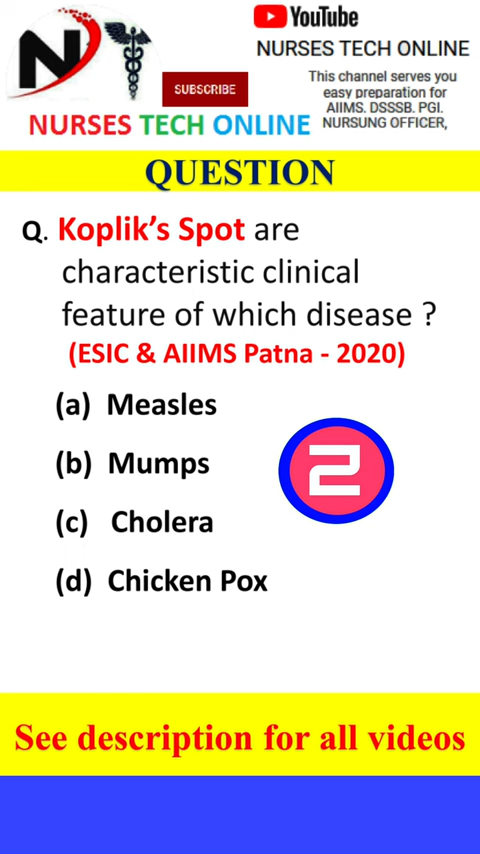 YouTube
NURSES TECH ONLINE
N
SUBSCRIBE
This channel serves you
easy preparation for
AIIMS. DSSSB. PGI.
NURSUNG OFFICER,
NURSES TECH ONLINE
QUESTION
Q. Koplik’s Spot are
characteristic clinical
feature of which disease ?
(ESIC & AIIMS Patna - 2020)
(a) Measles
(b) Mumps
2
(c) Cholera
(d) Chicken Pox
See description for all videos